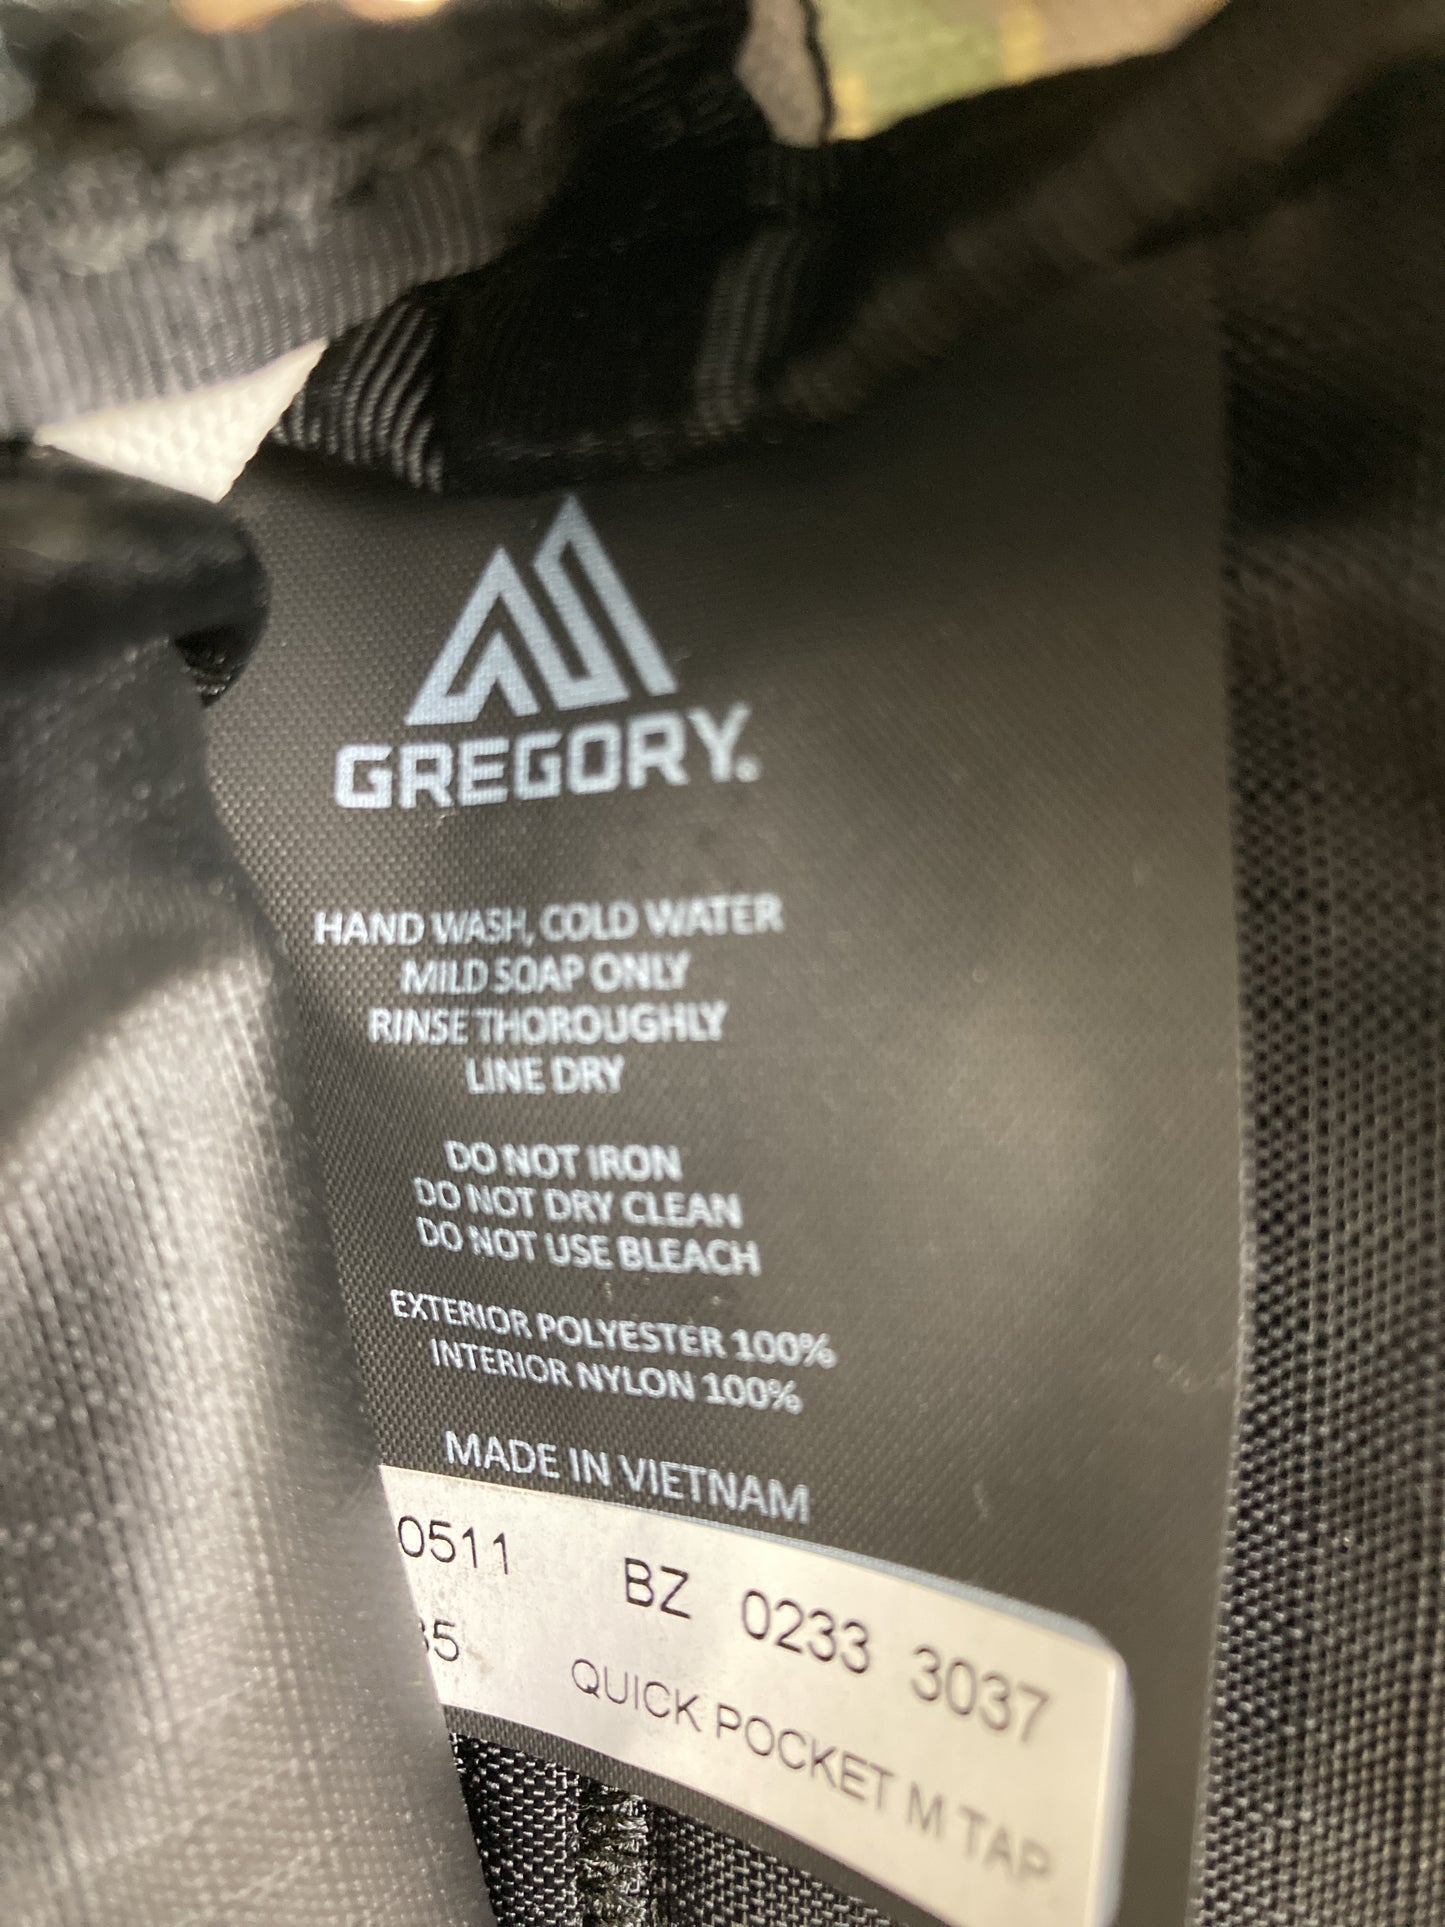 GREGORY.
HAND WASH, COLD WATER
MILD SOAP ONLY
RINSE THOROUGHLY
LINE DRY
DO NOT IRON
DO NOT DRY CLEAN
DO NOT USE BLEACH
EXTERIOR POLYESTER 100%
INTERIOR NYLON 100%
MADE IN VIETNAM
0511 BZ 0233 3037
35 QUICK POCKET M TAP